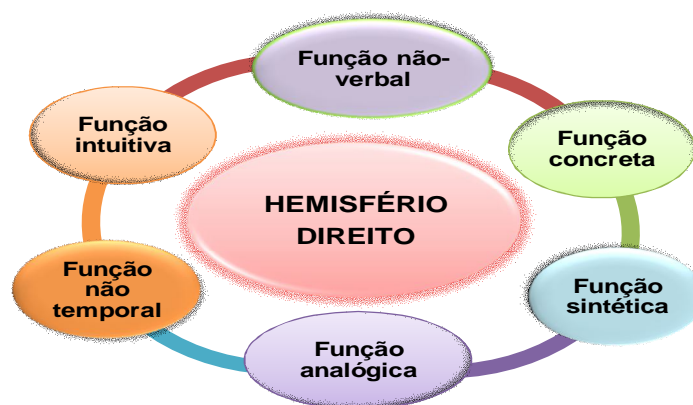 Função não-
verbal
Função
intuitiva
Função
concreta
HEMISFÉRIO
DIREITO
Função
não
temporal
Função
sintética
Função
analógica